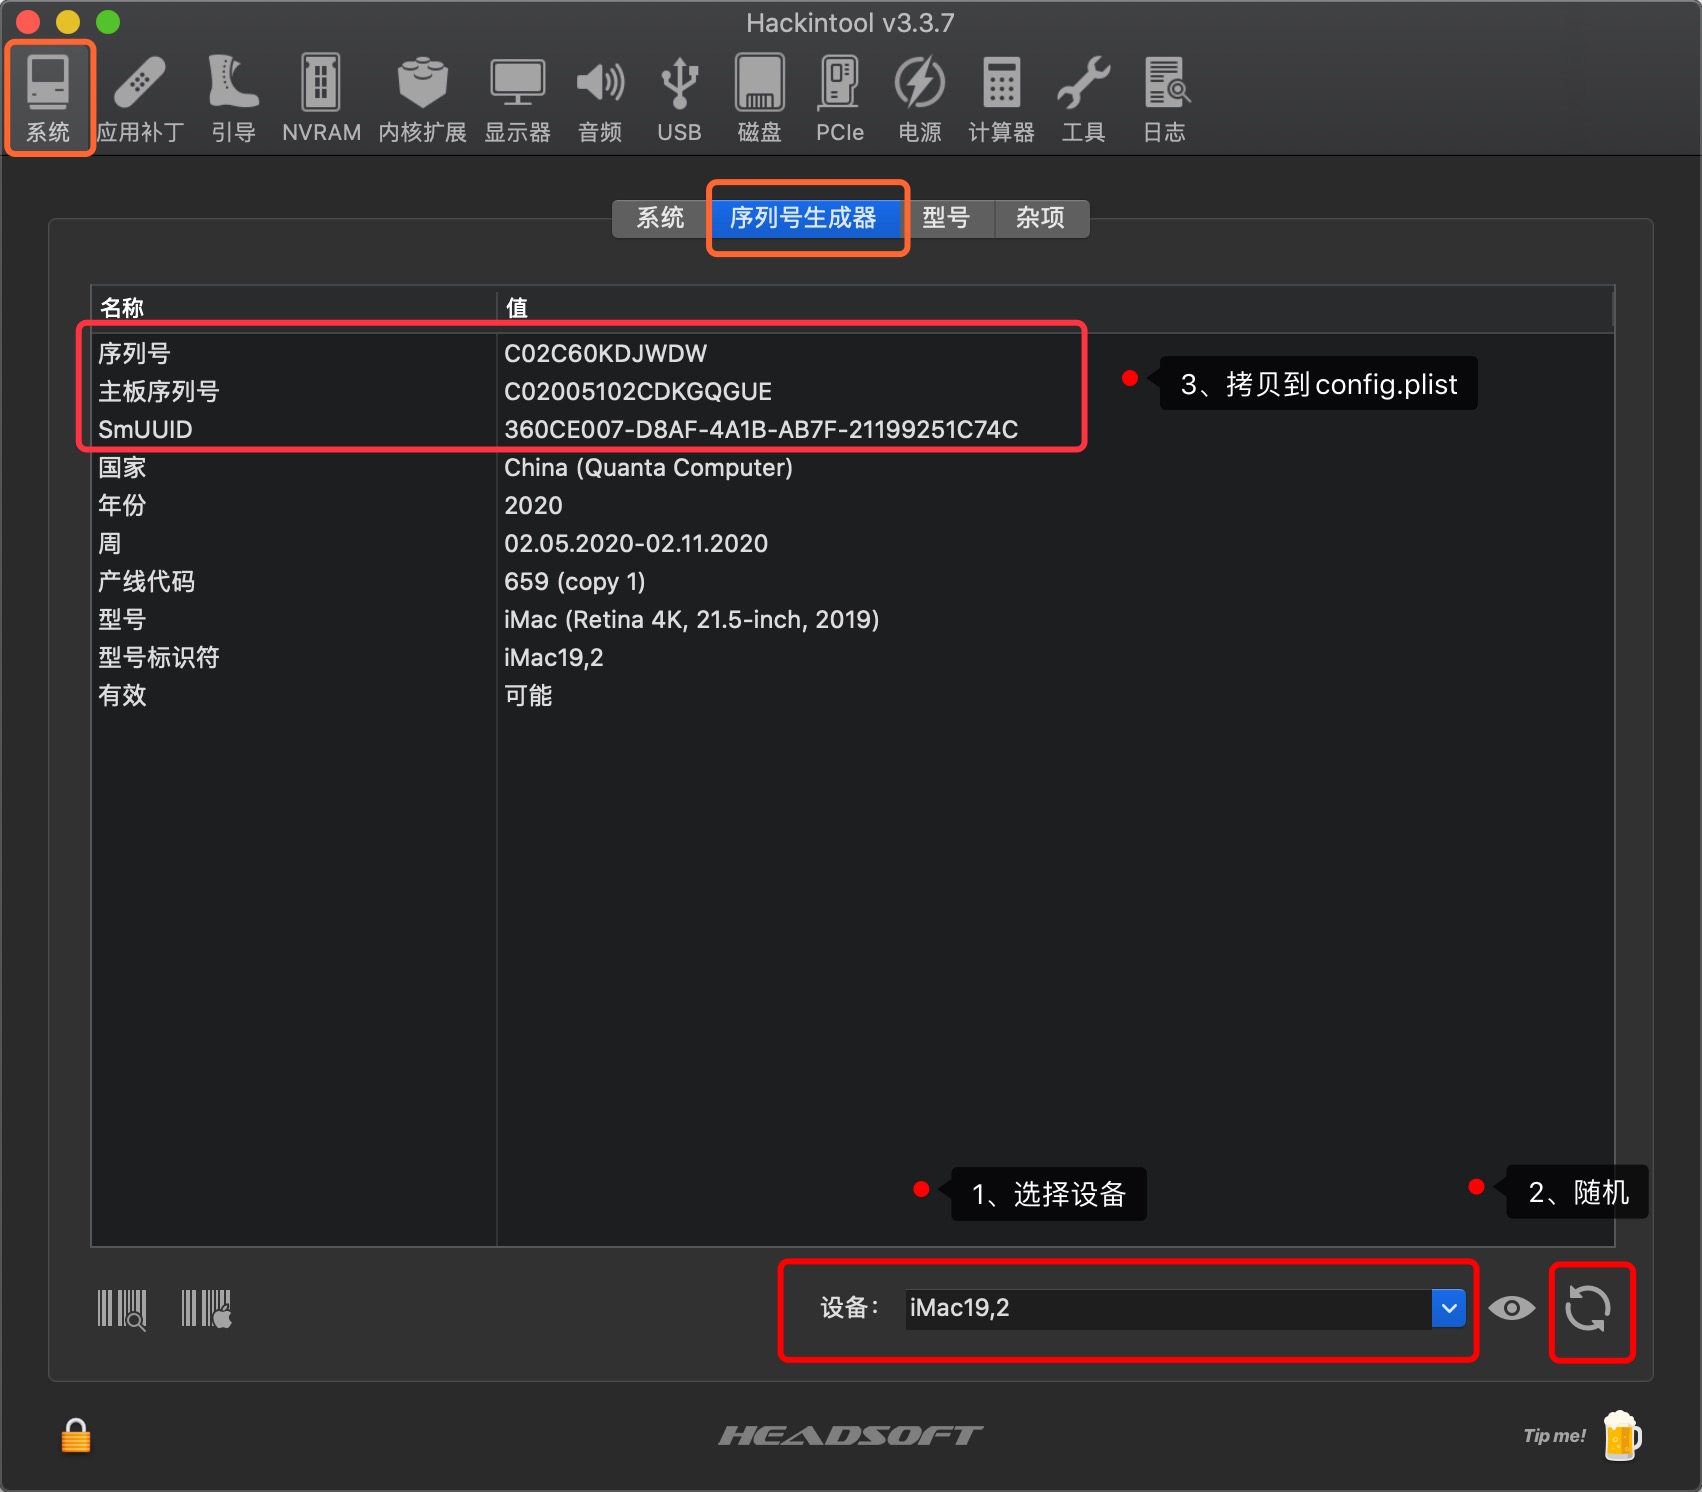 Hackintool v3.3.7
系统 应用补丁 引导 NVRAM 内核扩展 显示器 音频 USB 磁盘 PCIe 电源 计算器 工具 日志
系统 序列号生成器 型号 杂项
名称 值
序列号 C02C60KDJWDW
主板序列号 C02005102CDKGQGUE
SmUUID 360CE007-D8AF-4A1B-AB7F-21199251C74C
3、拷贝到config.plist
国家 China (Quanta Computer)
年份 2020
周 02.05.2020-02.11.2020
产线代码 659 (copy 1)
型号 iMac (Retina 4K, 21.5-inch, 2019)
型号标识符 iMac19,2
有效 可能
1、选择设备
2、随机
设备： iMac19,2
HEADSOFT
Tip me!